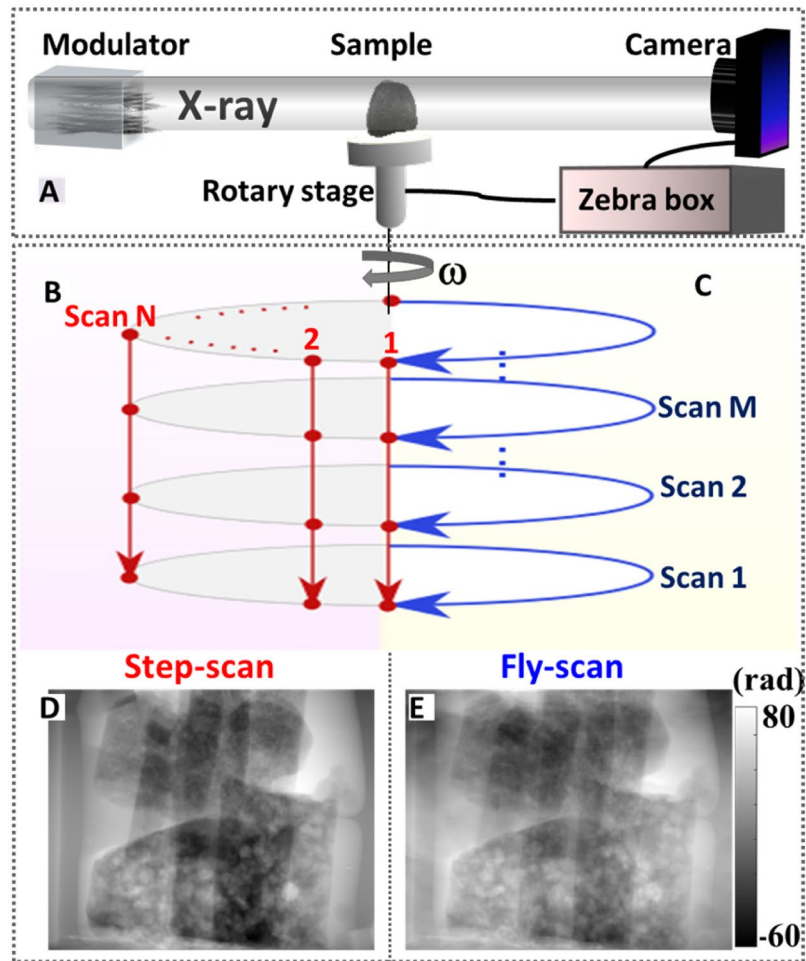 Modulator
Sample
Camera
X-ray
A
Rotary stage
Zebra box
ω
B
C
Scan N
2
1
Scan M
Scan 2
Scan 1
Step-scan
Fly-scan
(rad)
D
E
80
-60